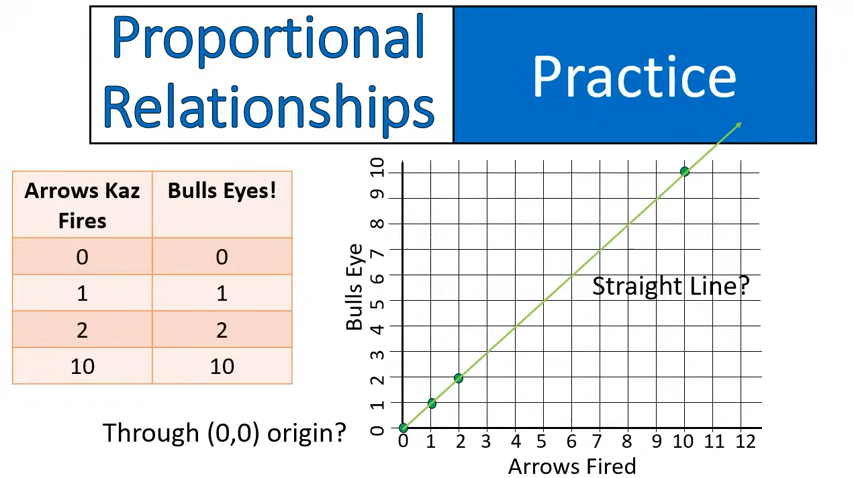 Proportional
Relationships
Practice
Arrows Kaz Fires
Bulls Eyes!
0 0
1 1
2 2
10 10
Through (0,0) origin?
Bulls Eye
10
9
8
7
6
5
4
3
2
1
0
Straight Line?
0 1 2 3 4 5 6 7 8 9 10 11 12
Arrows Fired